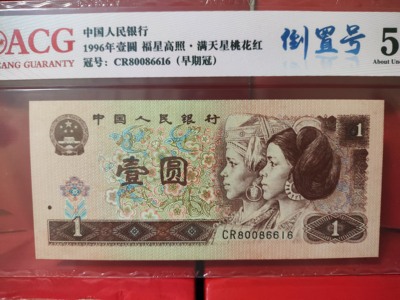 ACG
ANG GUARANTY
中国人民银行
1996年壹圆 福星高照·满天星桃花红
冠号: CR80086616 (早期冠)
倒置号
5
About Unc
中国人民银行
1
壹圆
1
1
CR80086616